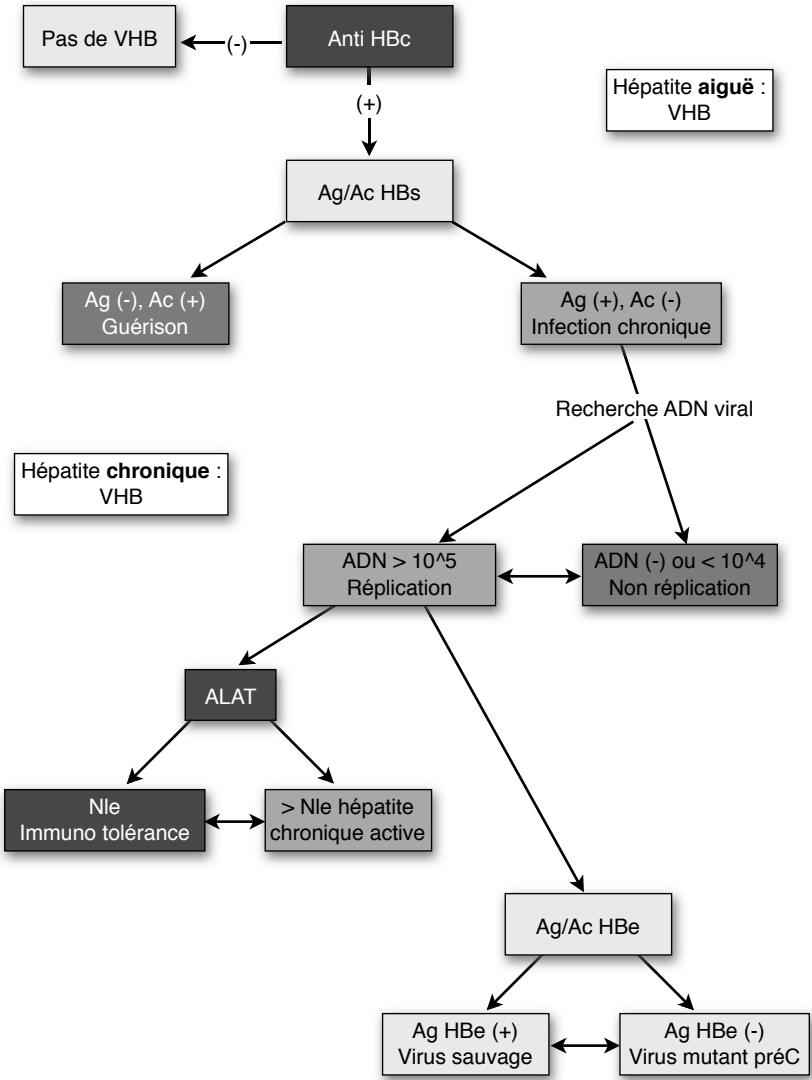 Pas de VHB
(-)
Anti HBc
(+)
Hépatite aiguë :
VHB
Ag/Ac HBs
Ag (-), Ac (+)
Guérison
Ag (+), Ac (-)
Infection chronique
Recherche ADN viral
Hépatite chronique :
VHB
ADN > 10^5
Réplication
ADN (-) ou < 10^4
Non réplication
ALAT
Nle
Immuno tolérance
> Nle hépatite
chronique active
Ag/Ac HBe
Ag HBe (+)
Virus sauvage
Ag HBe (-)
Virus mutant préC